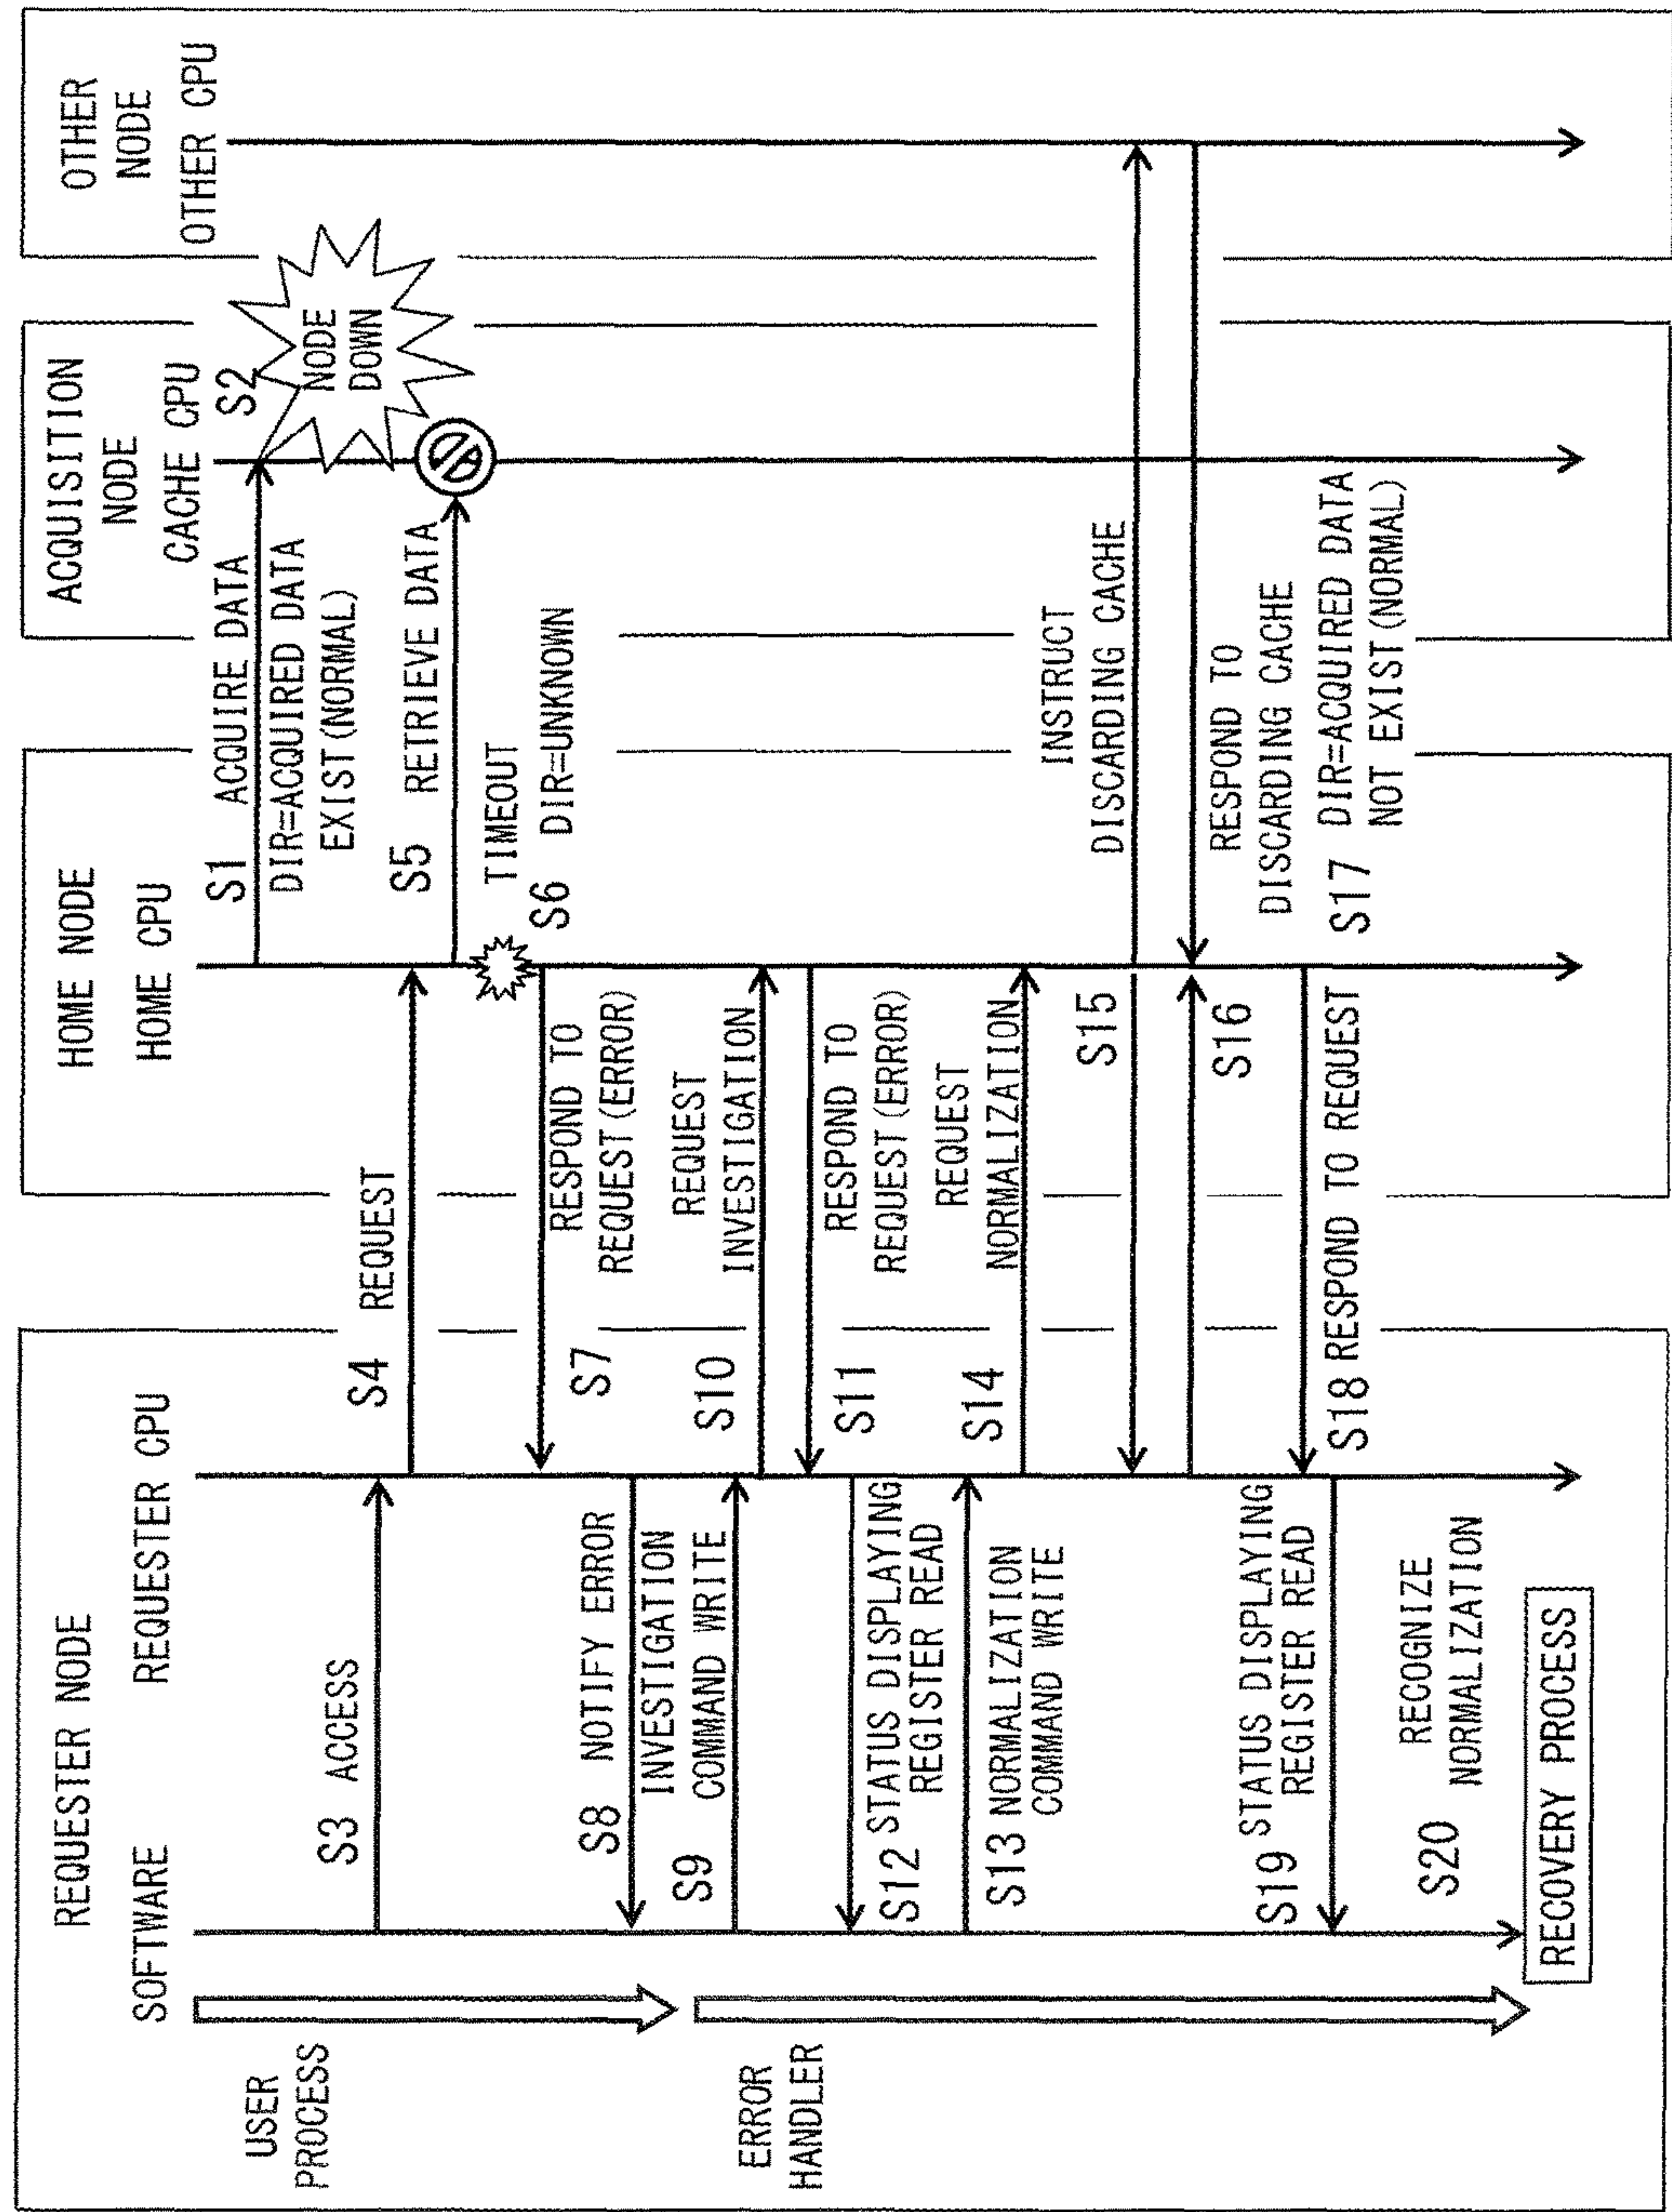 REQUESTER NODE
SOFTWARE
REQUESTER CPU
HOME NODE
HOME CPU
ACQUISITION
NODE
CACHE CPU
OTHER
NODE
OTHER CPU
USER
PROCESS
ERROR
HANDLER
S1 ACQUIRE DATA
DIR=ACQUIRED DATA
EXIST(NORMAL)
S2
NODE
DOWN
S3 ACCESS
S4 REQUEST
S5 RETRIEVE DATA
TIMEOUT
S6 DIR=UNKNOWN
S7
RESPOND TO
REQUEST(ERROR)
S8 NOTIFY ERROR
S9
INVESTIGATION
COMMAND WRITE
S10
REQUEST
INVESTIGATION
S11
RESPOND TO
REQUEST(ERROR)
S12 STATUS DISPLAYING
REGISTER READ
S13 NORMALIZATION
COMMAND WRITE
S14
REQUEST
NORMALIZATION
S15
INSTRUCT
DISCARDING CACHE
S16
RESPOND TO
DISCARDING CACHE
S17 DIR=ACQUIRED DATA
NOT EXIST(NORMAL)
S18 RESPOND TO REQUEST
S19 STATUS DISPLAYING
REGISTER READ
S20
RECOGNIZE
NORMALIZATION
RECOVERY PROCESS